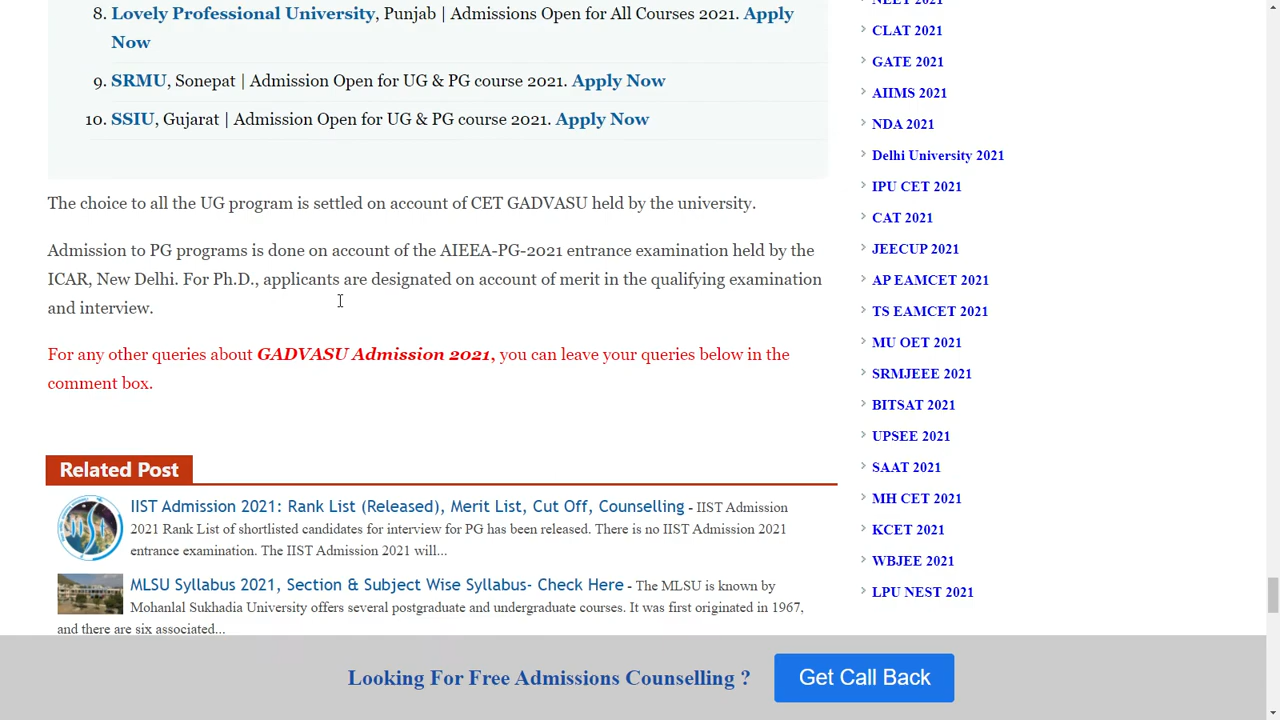 8. Lovely Professional University, Punjab | Admissions Open for All Courses 2021. Apply
Now
9. SRMU, Sonepat | Admission Open for UG & PG course 2021. Apply Now
10. SSIU, Gujarat | Admission Open for UG & PG course 2021. Apply Now
The choice to all the UG program is settled on account of CET GADVASU held by the university.
Admission to PG programs is done on account of the AIEEA-PG-2021 entrance examination held by the
ICAR, New Delhi. For Ph.D., applicants are designated on account of merit in the qualifying examination
and interview.
For any other queries about GADVASU Admission 2021, you can leave your queries below in the
comment box.
Related Post
IIST Admission 2021: Rank List (Released), Merit List, Cut Off, Counselling - IIST Admission
2021 Rank List of shortlisted candidates for interview for PG has been released. There is no IIST Admission 2021
entrance examination. The IIST Admission 2021 will...
MLSU Syllabus 2021, Section & Subject Wise Syllabus- Check Here - The MLSU is known by
Mohanlal Sukhadia University offers several postgraduate and undergraduate courses. It was first originated in 1967,
and there are six associated...
NEET 2021
CLAT 2021
GATE 2021
AIIMS 2021
NDA 2021
Delhi University 2021
IPU CET 2021
CAT 2021
JEECUP 2021
AP EAMCET 2021
TS EAMCET 2021
MU OET 2021
SRMJEEE 2021
BITSAT 2021
UPSEE 2021
SAAT 2021
MH CET 2021
KCET 2021
WBJEE 2021
LPU NEST 2021
Looking For Free Admissions Counselling ?
Get Call Back